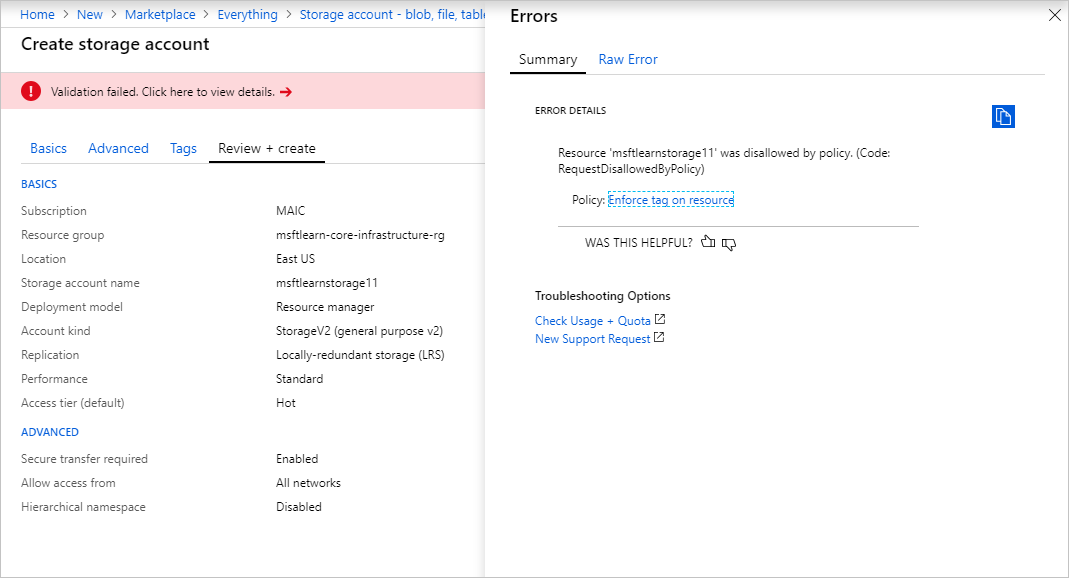 Home > New > Marketplace > Everything > Storage account - blob, file, table
Create storage account
Validation failed. Click here to view details. →
Basics Advanced Tags Review + create
BASICS
Subscription MAIC
Resource group msftlearn-core-infrastructure-rg
Location East US
Storage account name msftlearnstorage11
Deployment model Resource manager
Account kind StorageV2 (general purpose v2)
Replication Locally-redundant storage (LRS)
Performance Standard
Access tier (default) Hot
ADVANCED
Secure transfer required Enabled
Allow access from All networks
Hierarchical namespace Disabled
Errors
Summary Raw Error
ERROR DETAILS
Resource 'msftlearnstorage11' was disallowed by policy. (Code:
RequestDisallowedByPolicy)
Policy: Enforce tag on resource
WAS THIS HELPFUL?
Troubleshooting Options
Check Usage + Quota
New Support Request